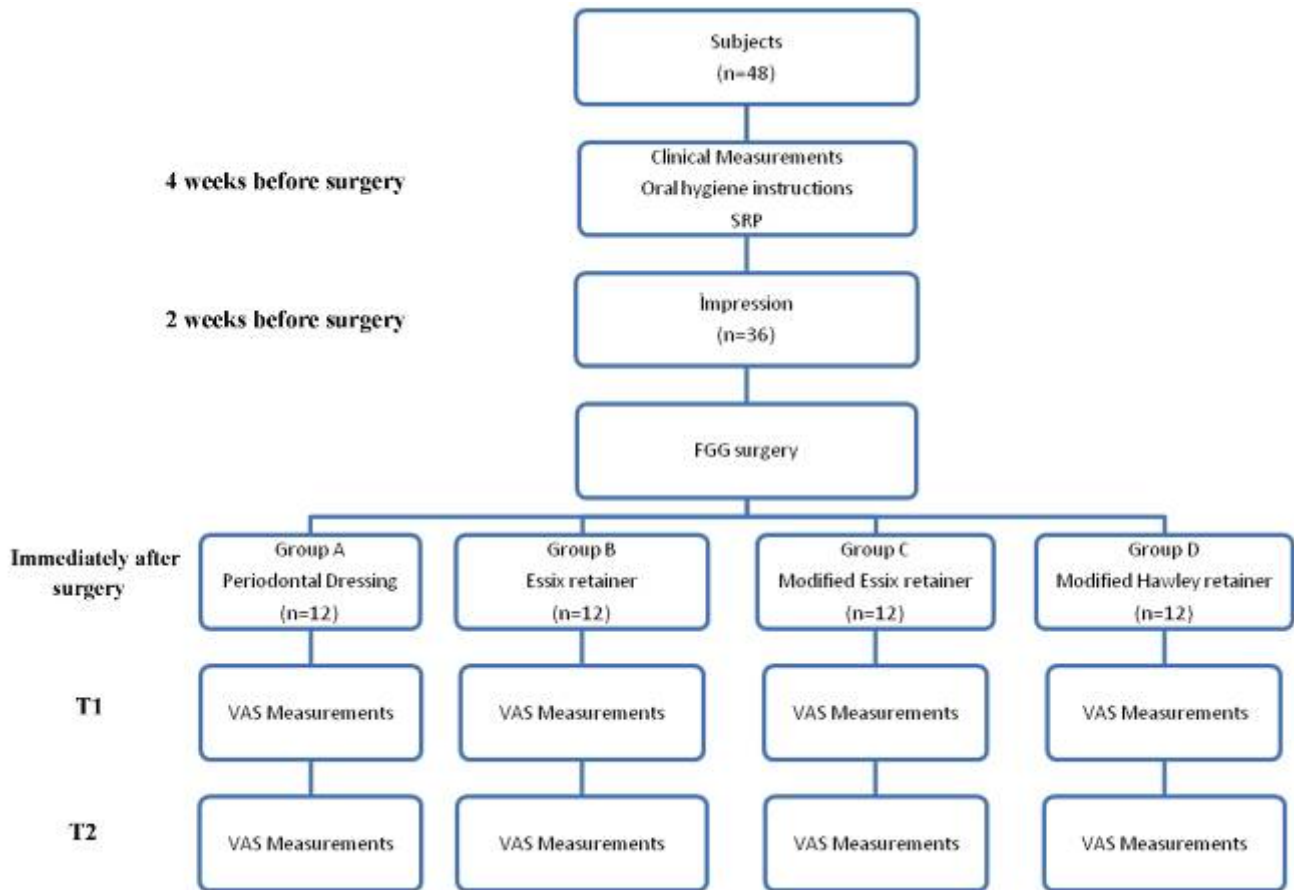 Subjects
(n=48)
4 weeks before surgery
Clinical Measurements
Oral hygiene instructions
SRP
2 weeks before surgery
İmpression
(n=36)
FGG surgery
Immediately after
surgery
Group A
Periodontal Dressing
(n=12)
Group B
Essix retainer
(n=12)
Group C
Modified Essix retainer
(n=12)
Group D
Modified Hawley retainer
(n=12)
T1
VAS Measurements
VAS Measurements
VAS Measurements
VAS Measurements
T2
VAS Measurements
VAS Measurements
VAS Measurements
VAS Measurements